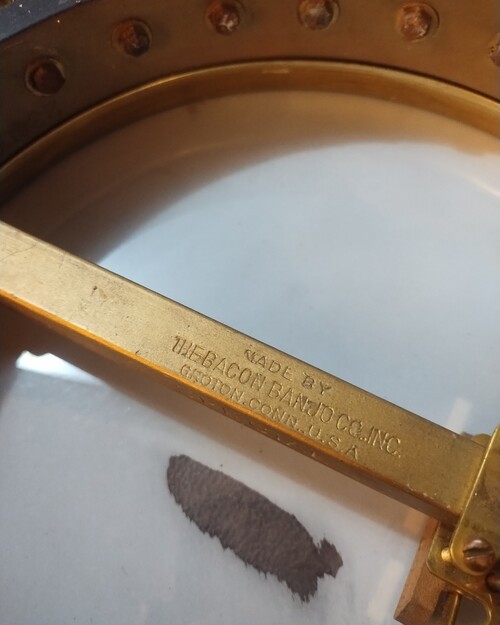 MADE BY
THE BACON BANJO CO. INC.
GROTON, CONN., U.S.A